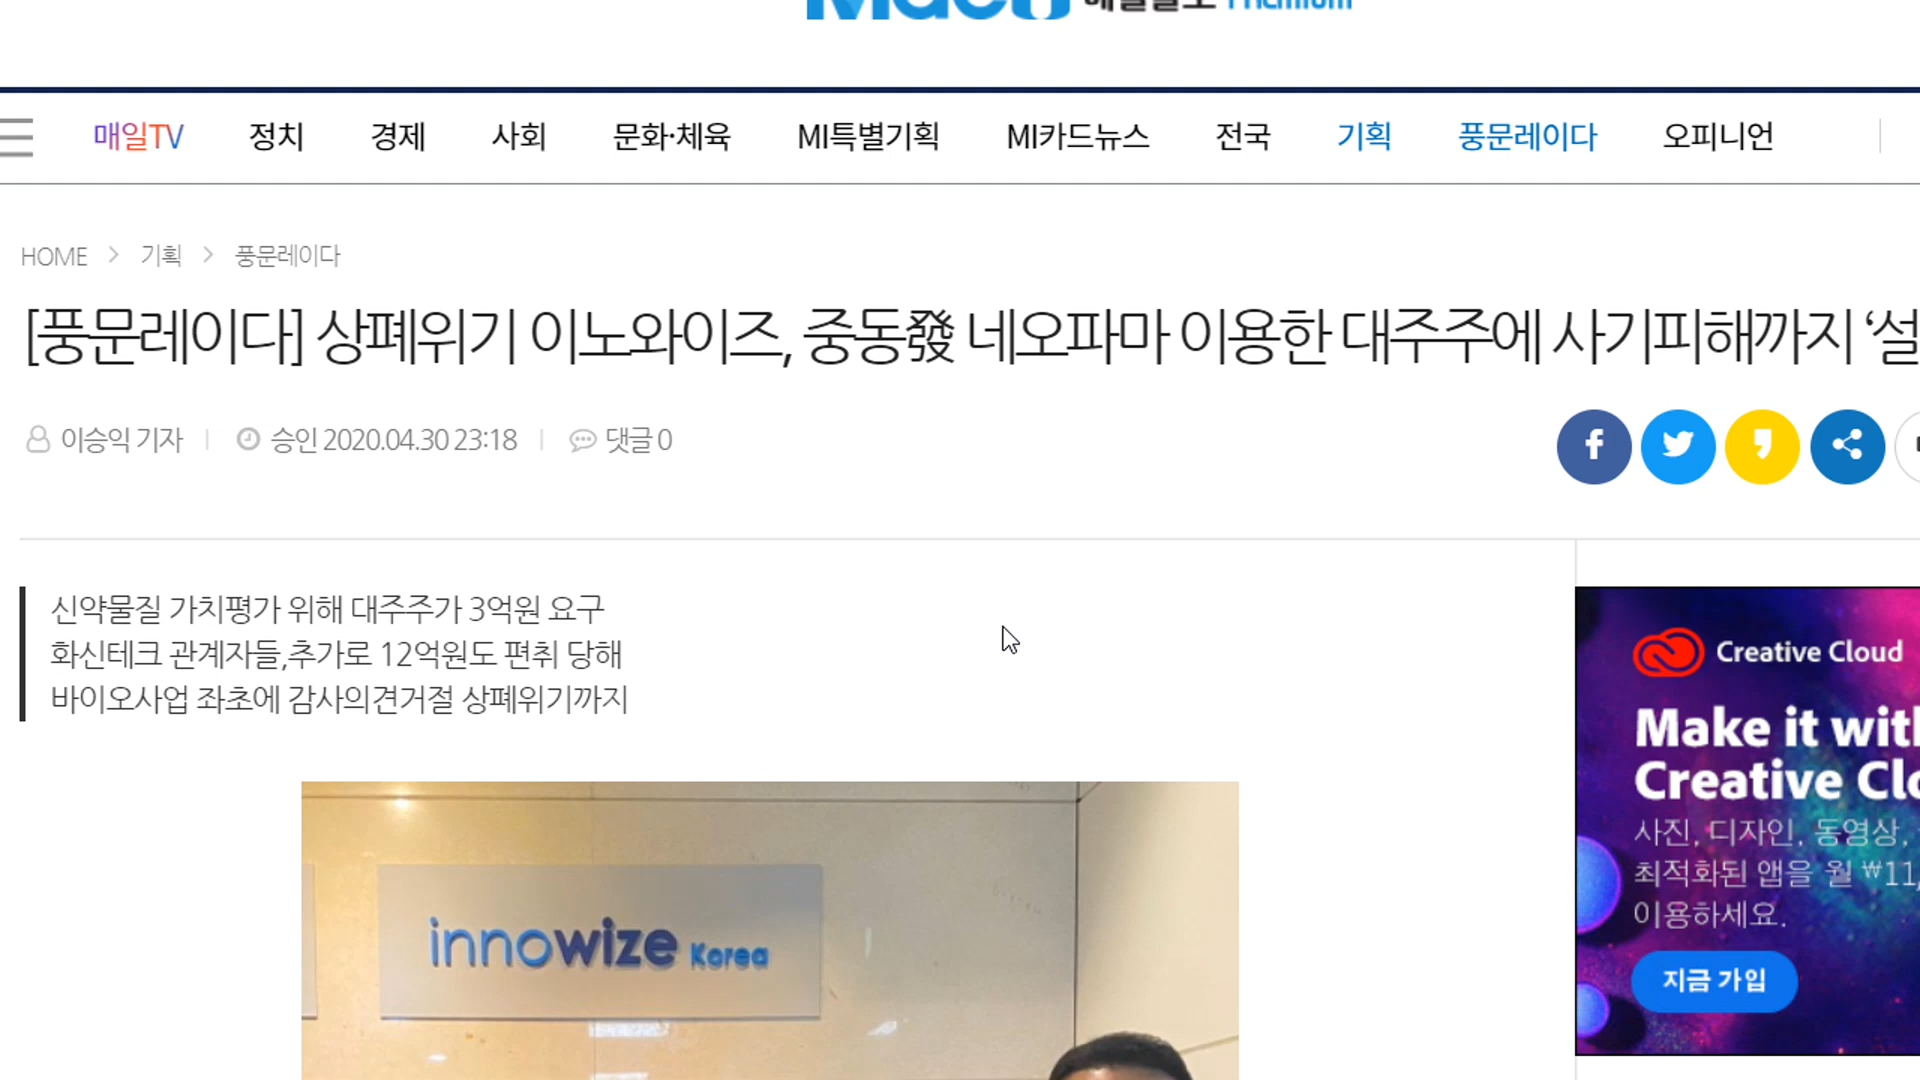 Premium
매일TV 정치 경제 사회 문화·체육 MI특별기획 MI카드뉴스 전국 기획 풍문레이다 오피니언
HOME > 기획 > 풍문레이다
[풍문레이다] 상폐위기 이노와이즈, 중동發 네오파마 이용한 대주주에 사기피해까지 ‘설
이승익 기자 | 승인 2020.04.30 23:18 | 댓글 0
신약물질 가치평가 위해 대주주가 3억원 요구
화신테크 관계자들,추가로 12억원도 편취 당해
바이오사업 좌초에 감사의견거절 상폐위기까지
innowize Korea
Creative Cloud
Make it with
Creative Clo
사진, 디자인, 동영상,
최적화된 앱을 월 ₩11,
이용하세요.
지금 가입